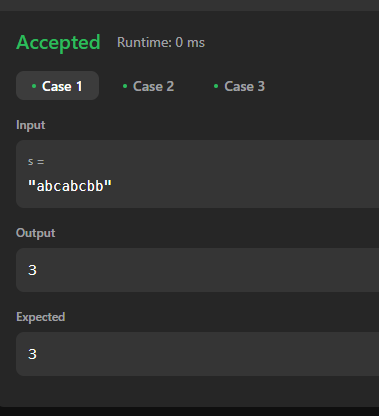 Accepted Runtime: 0 ms
Case 1 Case 2 Case 3
Input
s =
"abcabcbb"
Output
3
Expected
3